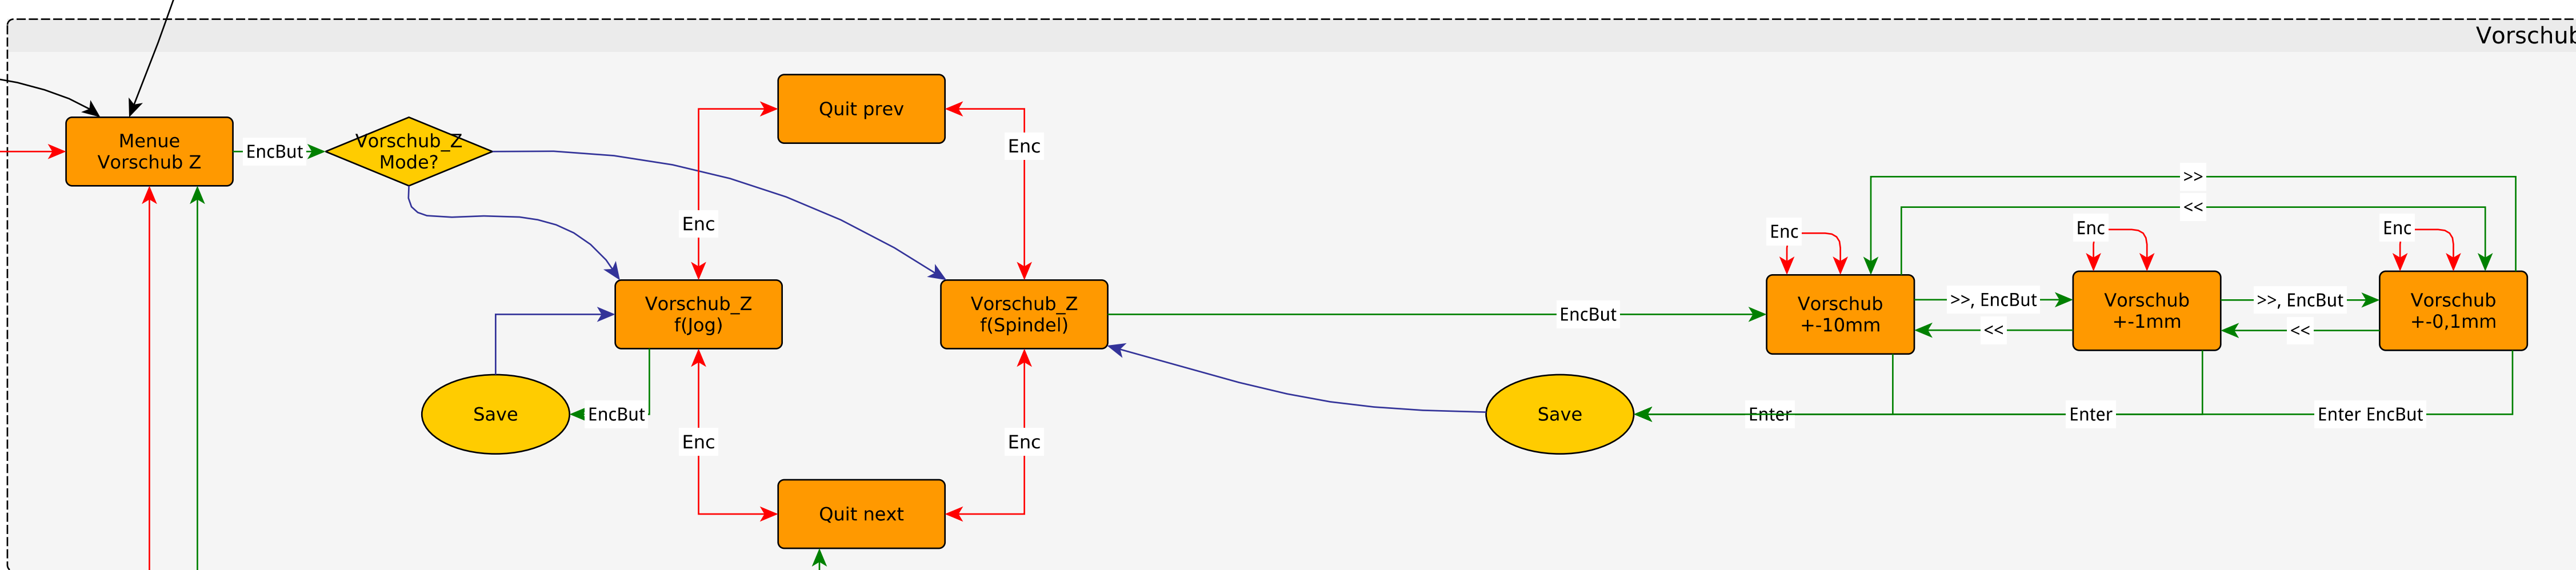 Vorschub
Quit prev
Menue
Vorschub Z
EncBut
Vorschub_Z
Mode?
Enc
Enc
>>
<<
Enc
Enc
Enc
Vorschub_Z
f(Jog)
Vorschub_Z
f(Spindel)
EncBut
Vorschub
+-10mm
>>, EncBut
<<
Vorschub
+-1mm
>>, EncBut
<<
Vorschub
+-0,1mm
Save
EncBut
Save
Enter
Enter
Enter EncBut
Enc
Enc
Quit next